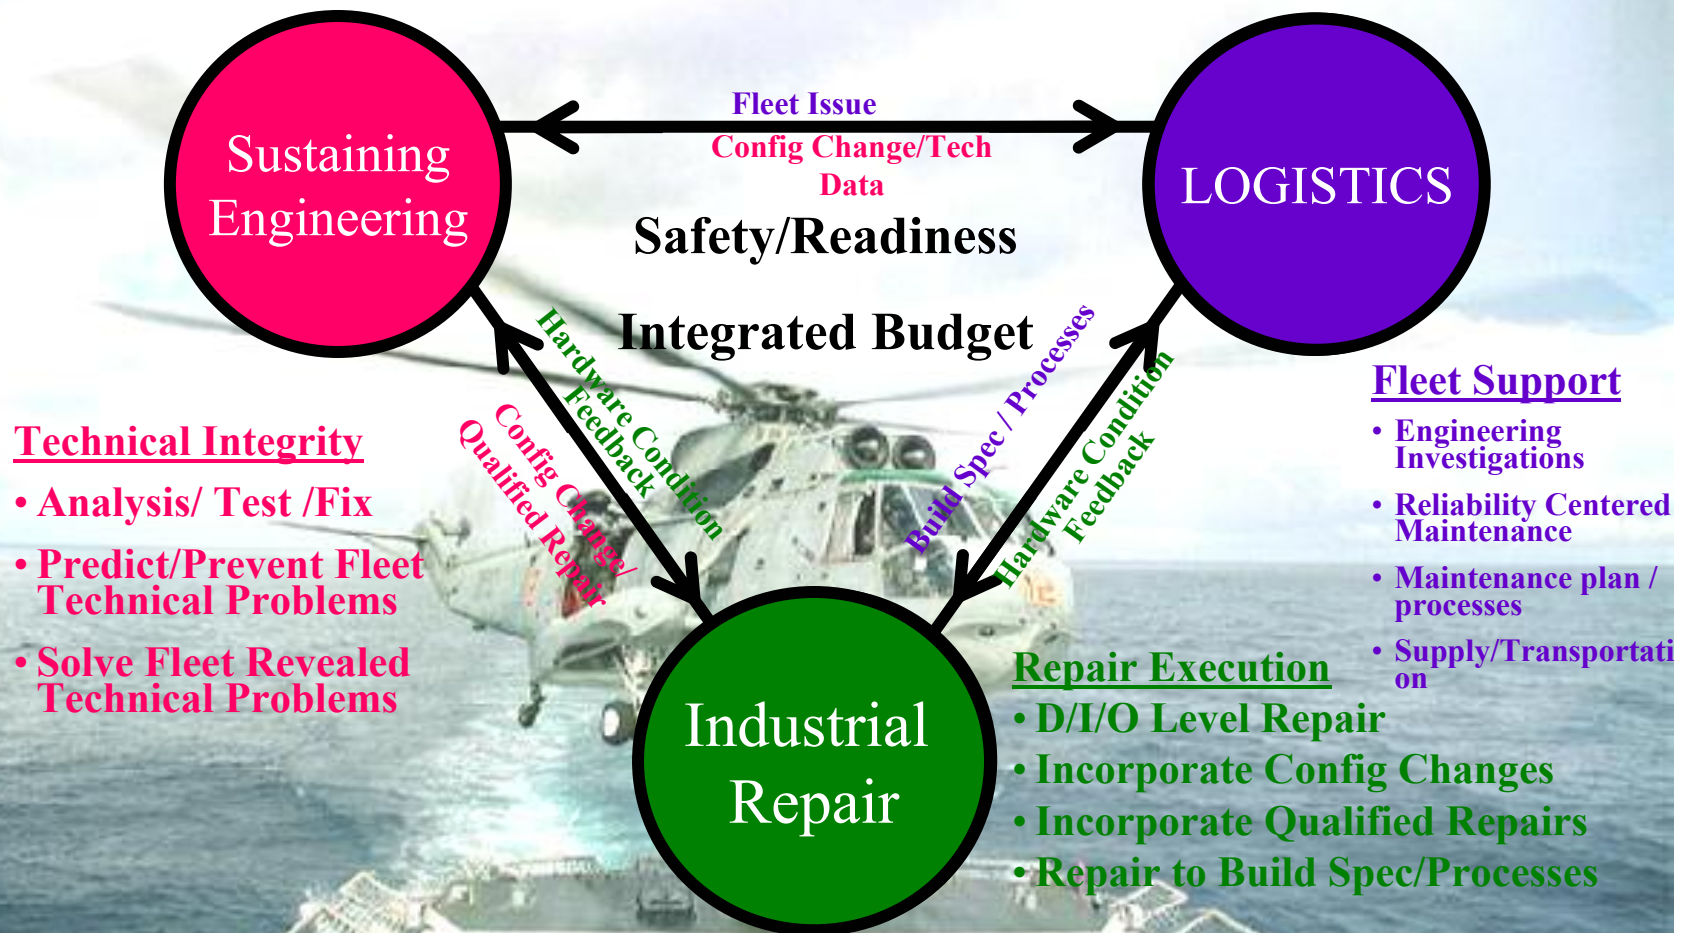 Sustaining
Engineering
Fleet Issue
Config Change/Tech
Data
LOGISTICS
Safety/Readiness
Integrated Budget
Hardware Condition
Feedback
Config Change/
Qualified Repair
Build Spec / Processes
Hardware Condition
Feedback
Technical Integrity
• Analysis/ Test /Fix
• Predict/Prevent Fleet
Technical Problems
• Solve Fleet Revealed
Technical Problems
Fleet Support
• Engineering
Investigations
• Reliability Centered
Maintenance
• Maintenance plan /
processes
• Supply/Transportati
on
Industrial
Repair
Repair Execution
• D/I/O Level Repair
• Incorporate Config Changes
• Incorporate Qualified Repairs
• Repair to Build Spec/Processes